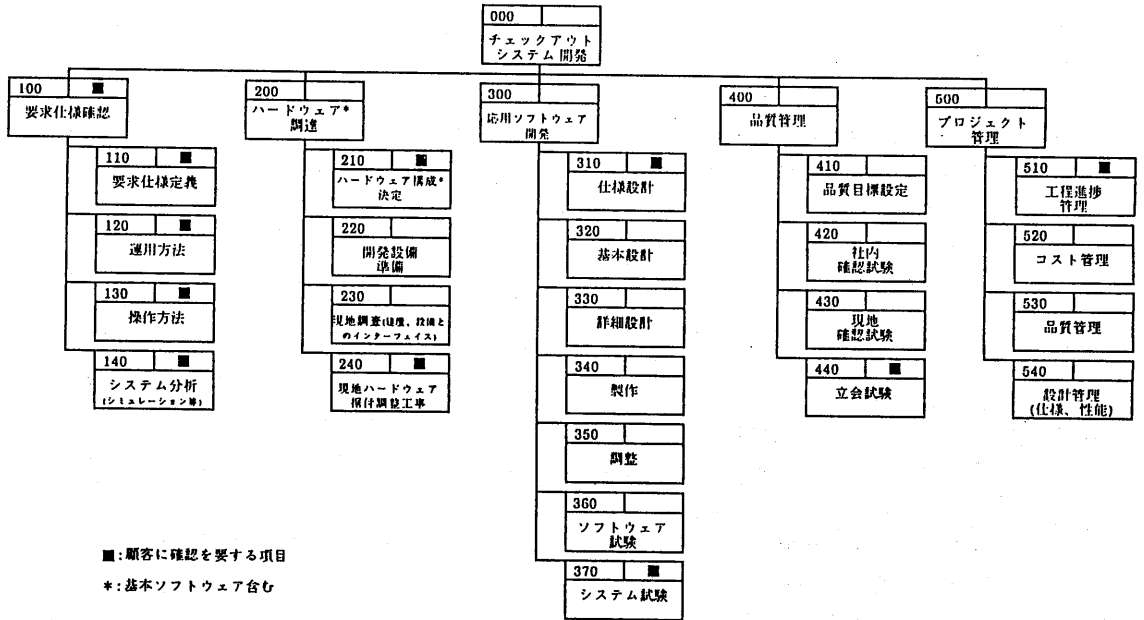 000
チェックアウト
システム開発
100 ■
要求仕様確認
110 ■
要求仕様定義
120 ■
運用方法
130 ■
操作方法
140 ■
システム分析
(シミュレーション等)
200
ハードウェア*
調達
210 ■
ハードウェア構成*
決定
220
開発設備
準備
230
現地調査(建屋、設備と
のインターフェイス)
240 ■
現地ハードウェア
据付調整工事
300
応用ソフトウェア
開発
310 ■
仕様設計
320
基本設計
330
詳細設計
340
製作
350
調整
360
ソフトウェア
試験
370 ■
システム試験
400
品質管理
410
品質目標設定
420
社内
確認試験
430
現地
確認試験
440 ■
立会試験
500
プロジェクト
管理
510 ■
工程進捗
管理
520
コスト管理
530
品質管理
540
設計管理
(仕様、性能)
■:顧客に確認を要する項目
*:基本ソフトウェア含む